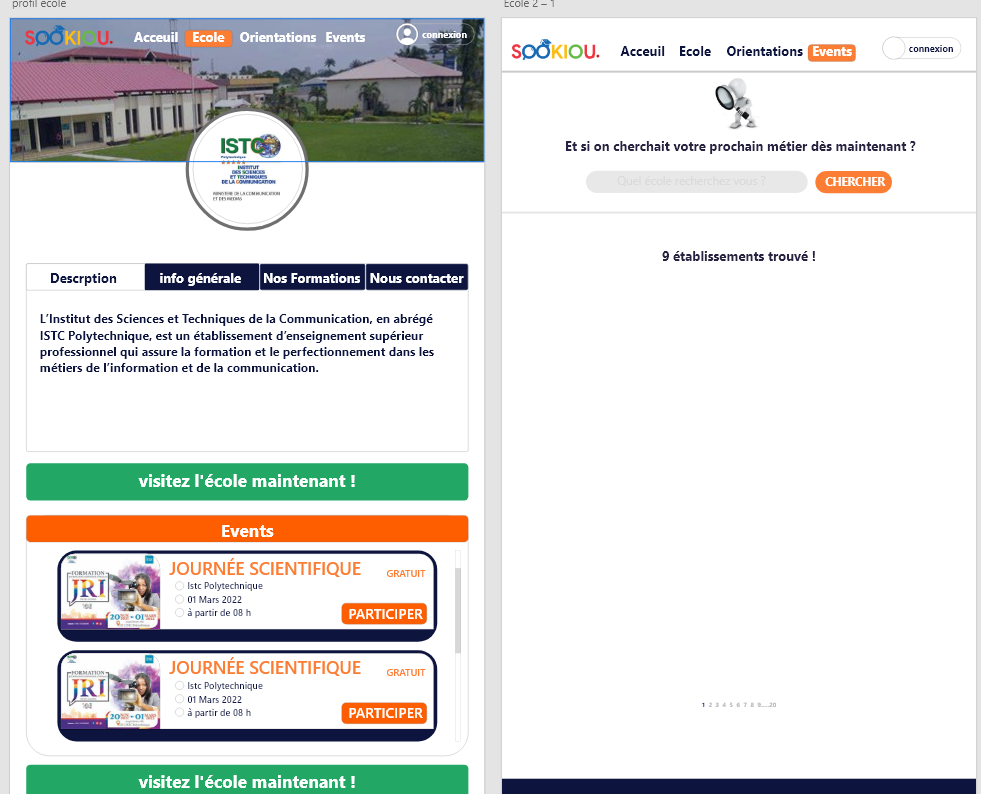 profil école
SOOKIOU.
Acceuil Ecole Orientations Events
connexion
ISTC
Polytechnique
INSTITUT
DES SCIENCES
ET TECHNIQUES
DE LA COMMUNICATION
MINISTERE DE LA COMMUNICATION
ET DES MEDIAS
Descrption info générale Nos Formations Nous contacter
L’Institut des Sciences et Techniques de la Communication, en abrégé
ISTC Polytechnique, est un établissement d’enseignement supérieur
professionnel qui assure la formation et le perfectionnement dans les
métiers de l’information et de la communication.
visitez l'école maintenant !
Events
FORMATION
JRI
JOURNÉE SCIENTIFIQUE
GRATUIT
Istc Polytechnique
01 Mars 2022
à partir de 08 h
PARTICIPER
FORMATION
JRI
JOURNÉE SCIENTIFIQUE
GRATUIT
Istc Polytechnique
01 Mars 2022
à partir de 08 h
PARTICIPER
visitez l'école maintenant !
Ecole 2 – 1
SOOKIOU.
Acceuil Ecole Orientations Events
connexion
Et si on cherchait votre prochain métier dès maintenant ?
Quel école recherchez vous ?
CHERCHER
9 établissements trouvé !
1 2 3 4 5 6 7 8 9....20